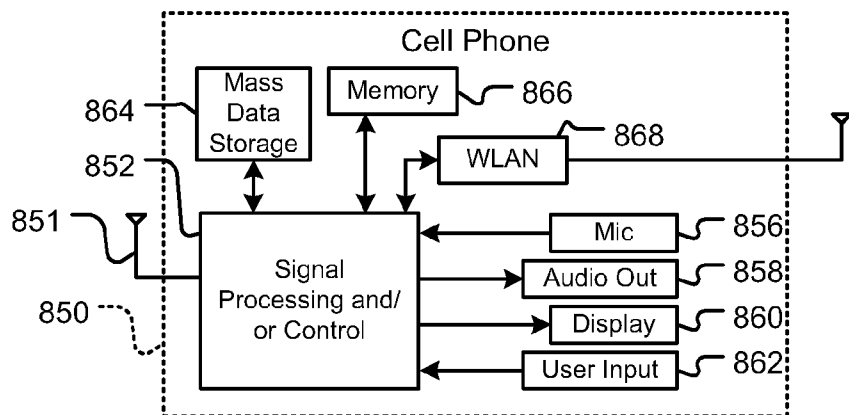 Cell Phone
Mass
Data
Storage
864
Memory
866
WLAN
868
852
851
850
Signal
Processing and/
or Control
Mic
856
Audio Out
858
Display
860
User Input
862